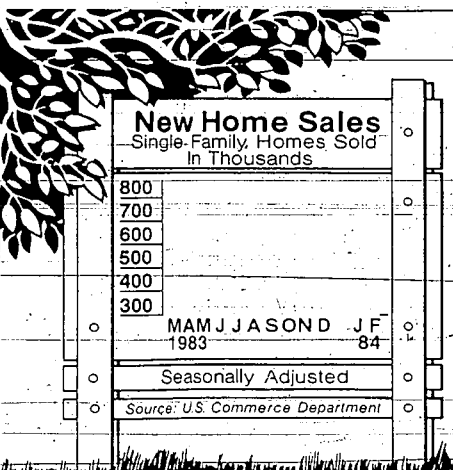 New Home Sales
Single-Family, Homes Sold
In Thousands
800
700
600
500
400
300
MAMJJASOND JF
1983 84
Seasonally Adjusted
Source: U.S. Commerce Department